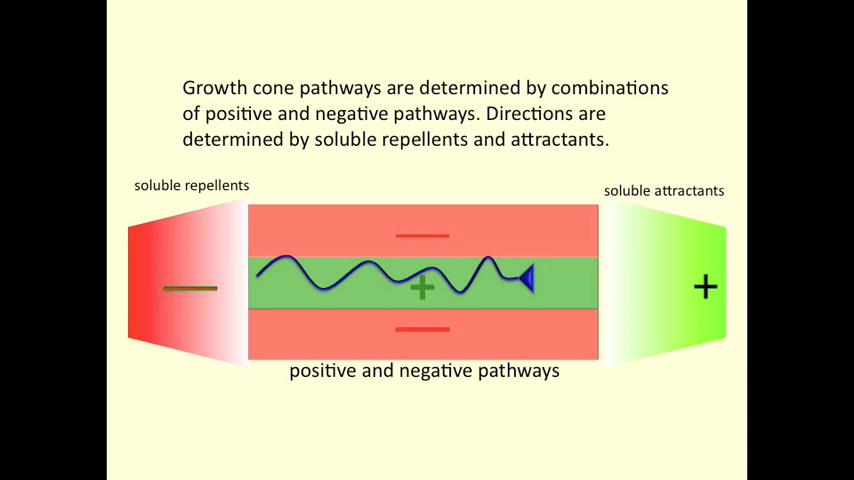 Growth cone pathways are determined by combinations
of positive and negative pathways. Directions are
determined by soluble repellents and attractants.
soluble repellents
soluble attractants
—
—
+
+
—
positive and negative pathways